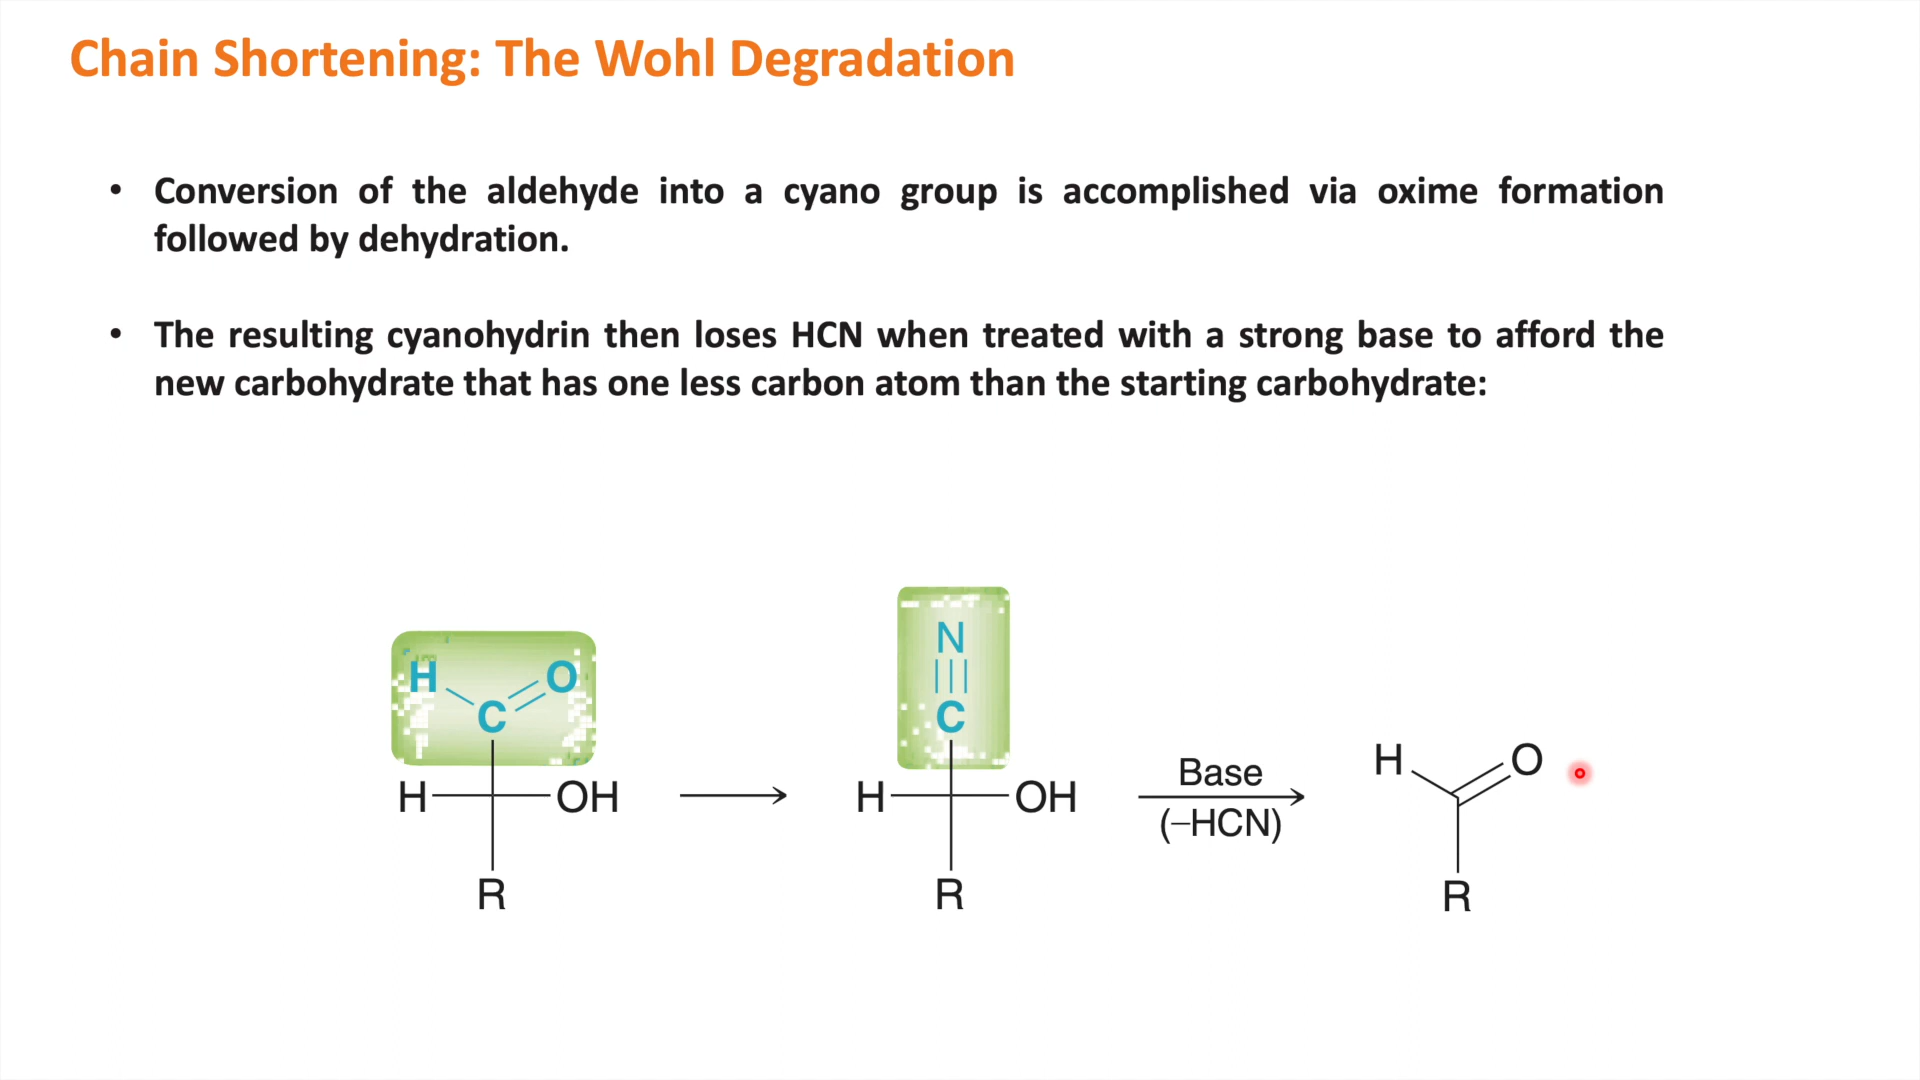 Chain Shortening: The Wohl Degradation
• Conversion of the aldehyde into a cyano group is accomplished via oxime formation
followed by dehydration.
• The resulting cyanohydrin then loses HCN when treated with a strong base to afford the
new carbohydrate that has one less carbon atom than the starting carbohydrate:
H O
C
H OH
R
N
C
H OH
R
Base
(–HCN)
H O
R